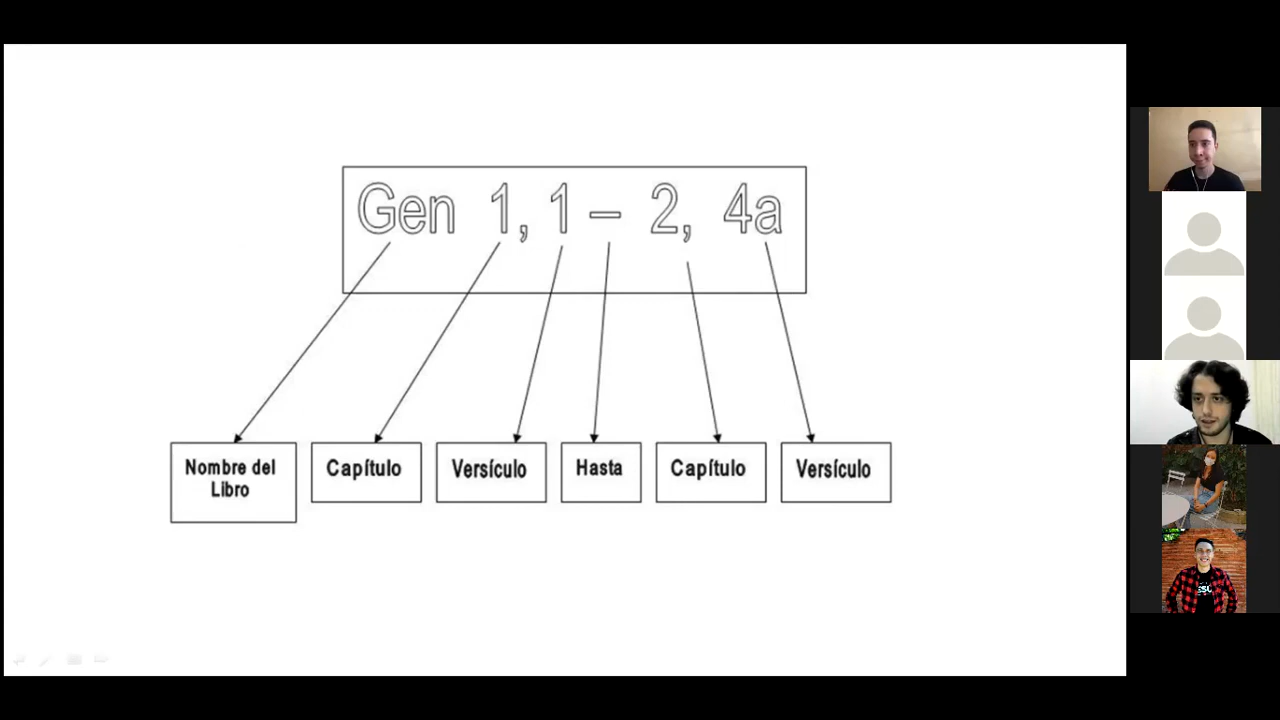 Gen 1, 1 – 2, 4a
Nombre del
Libro
Capítulo
Versículo
Hasta
Capítulo
Versículo